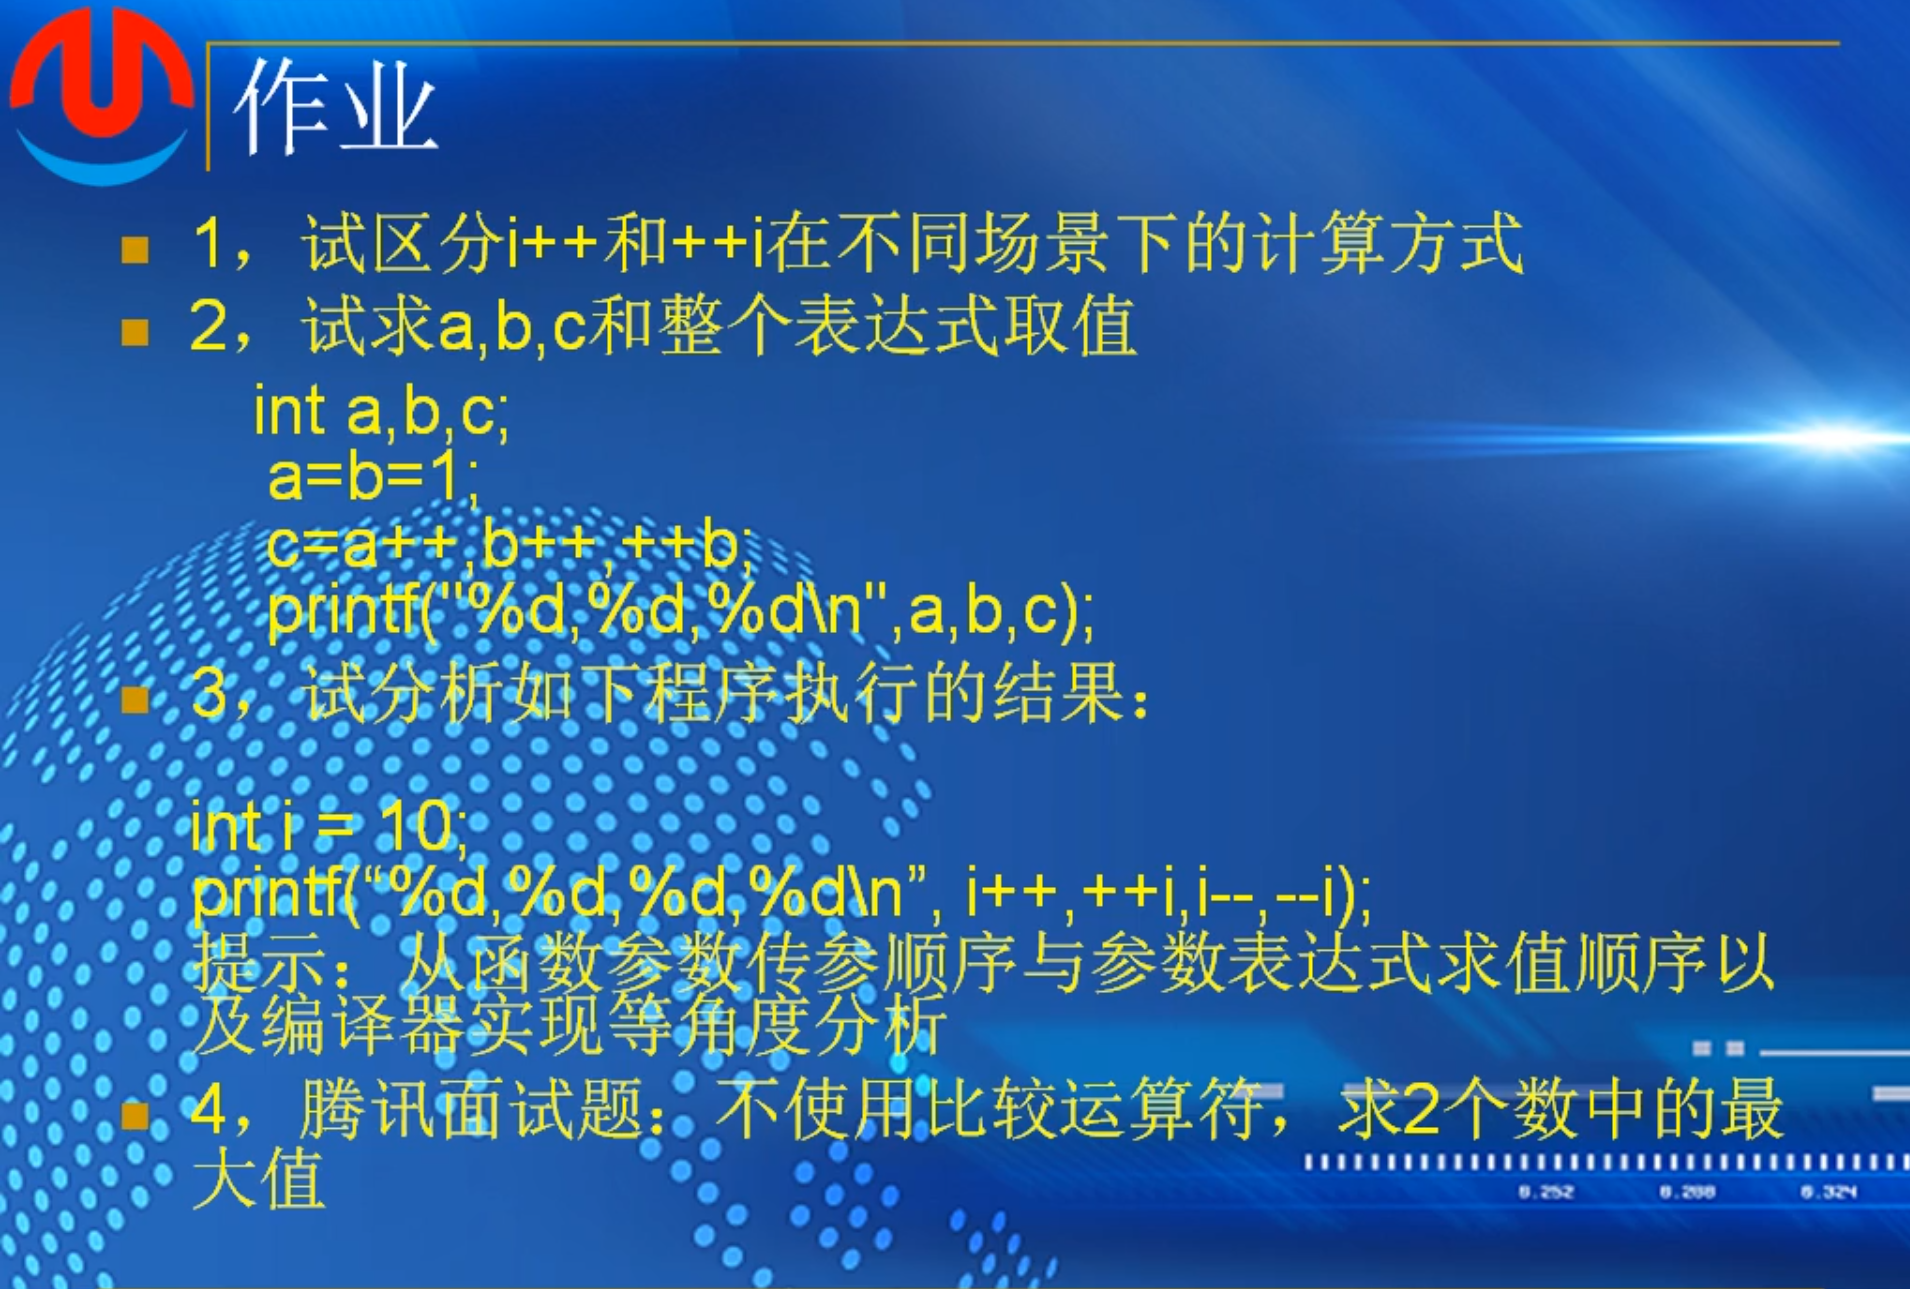 作业
1，试区分i++和++i在不同场景下的计算方式
2，试求a,b,c和整个表达式取值
int a,b,c;
a=b=1;
c=a++,b++,++b;
printf("%d,%d,%d\n",a,b,c);
3，试分析如下程序执行的结果：
int i = 10;
printf(“%d,%d,%d,%d\n”, i++,++i,i--,--i);
提示：从函数参数传参顺序与参数表达式求值顺序以
及编译器实现等角度分析
4，腾讯面试题：不使用比较运算符，求2个数中的最
大值
0.252 0.288 0.324